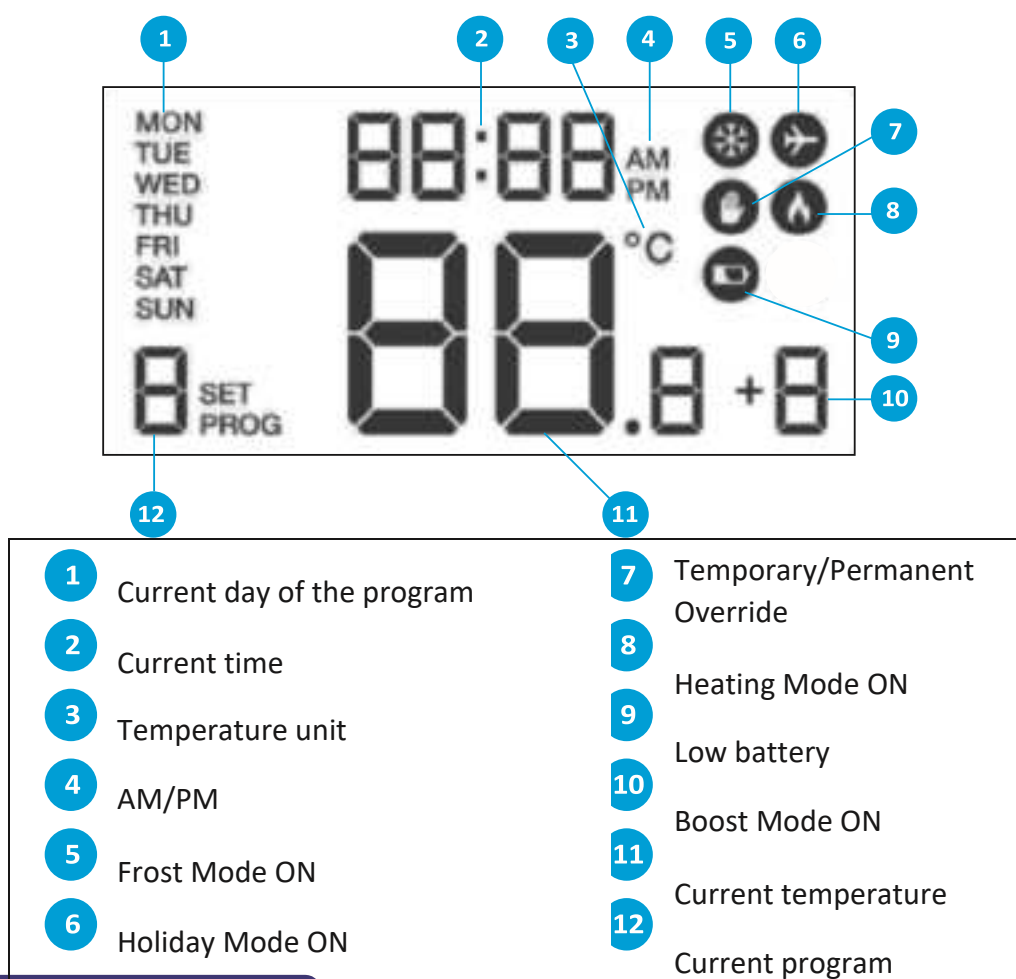 1 2 3 4 5 6
MON
TUE
WED
THU
FRI
SAT
SUN
88:88
AM
PM
°C
7
8
9
10
8 SET
PROG
88.8 +8
12 11
1 Current day of the program
2 Current time
3 Temperature unit
4 AM/PM
5 Frost Mode ON
6 Holiday Mode ON
7 Temporary/Permanent
Override
8 Heating Mode ON
9 Low battery
10 Boost Mode ON
11 Current temperature
12 Current program